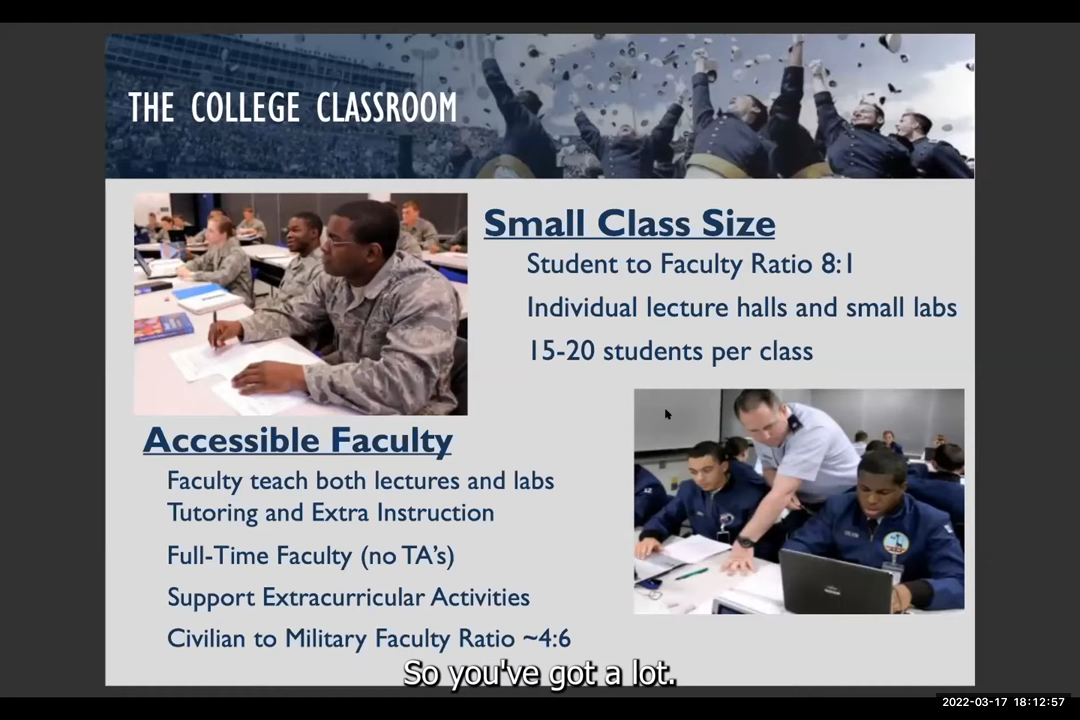 THE COLLEGE CLASSROOM
Small Class Size
Student to Faculty Ratio 8:1
Individual lecture halls and small labs
15-20 students per class
Accessible Faculty
Faculty teach both lectures and labs
Tutoring and Extra Instruction
Full-Time Faculty (no TA's)
Support Extracurricular Activities
Civilian to Military Faculty Ratio ~4:6
So you've got a lot.
2022-03-17 18:12:57